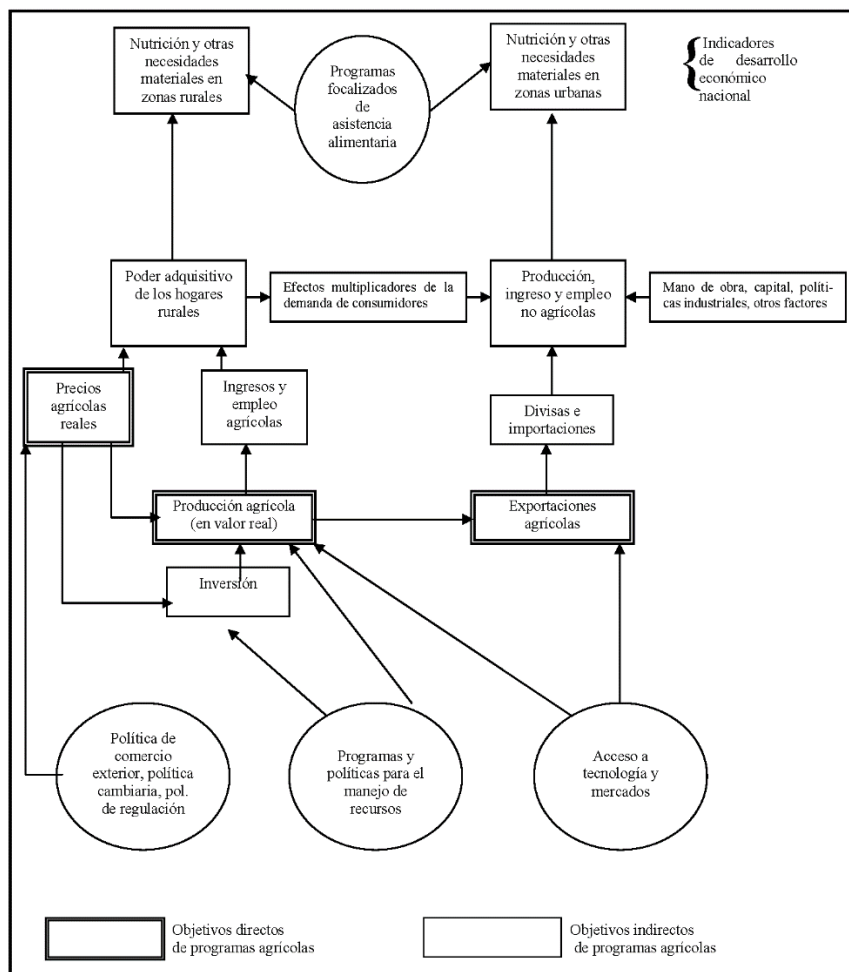 Nutrición y otras
necesidades
materiales en
zonas rurales
Programas
focalizados
de
asistencia
alimentaria
Nutrición y otras
necesidades
materiales en
zonas urbanas
Indicadores
de desarrollo
económico
nacional
Poder adquisitivo
de los hogares
rurales
Efectos multiplicadores de la
demanda de consumidores
Producción,
ingreso y empleo
no agrícolas
Mano de obra, capital, políti-
cas industriales, otros factores
Precios
agrícolas
reales
Ingresos y
empleo
agrícolas
Divisas e
importaciones
Producción agrícola
(en valor real)
Exportaciones
agrícolas
Inversión
Política de
comercio
exterior, política
cambiaria, pol.
de regulación
Programas y
políticas para el
manejo de
recursos
Acceso a
tecnología y
mercados
Objetivos directos
de programas agrícolas
Objetivos indirectos
de programas agrícolas